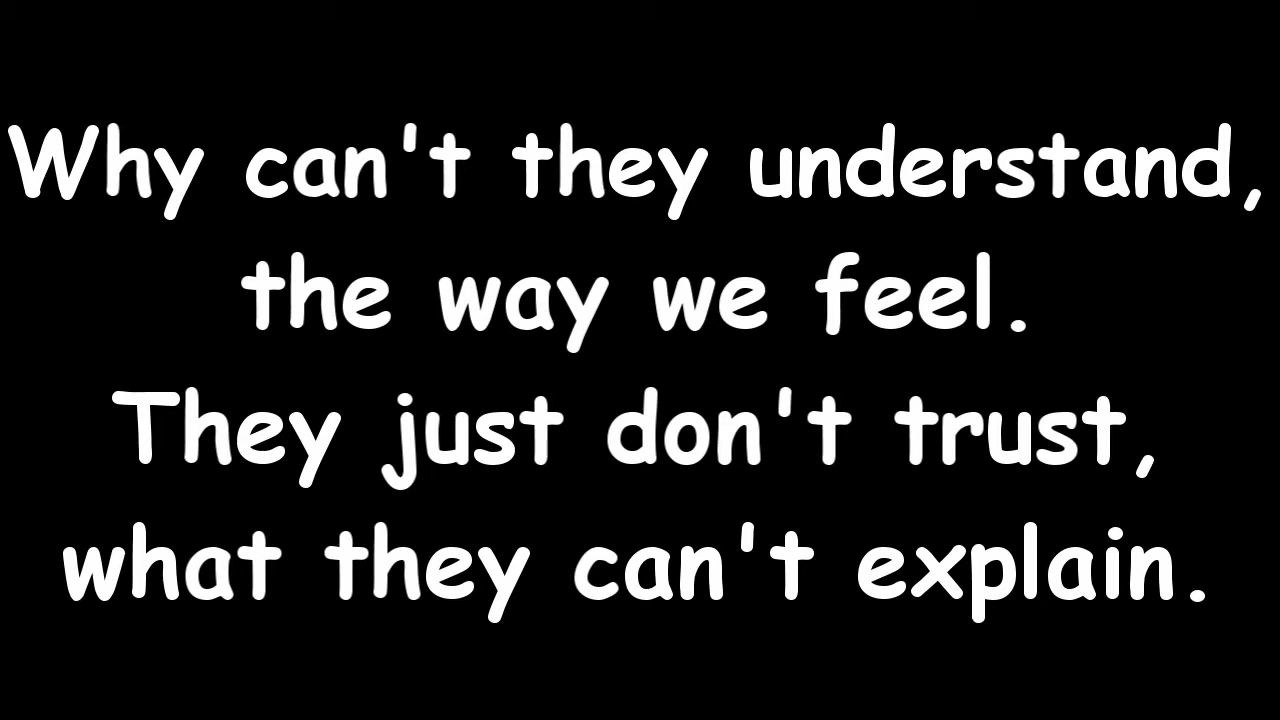 Why can't they understand,
the way we feel.
They just don't trust,
what they can't explain.